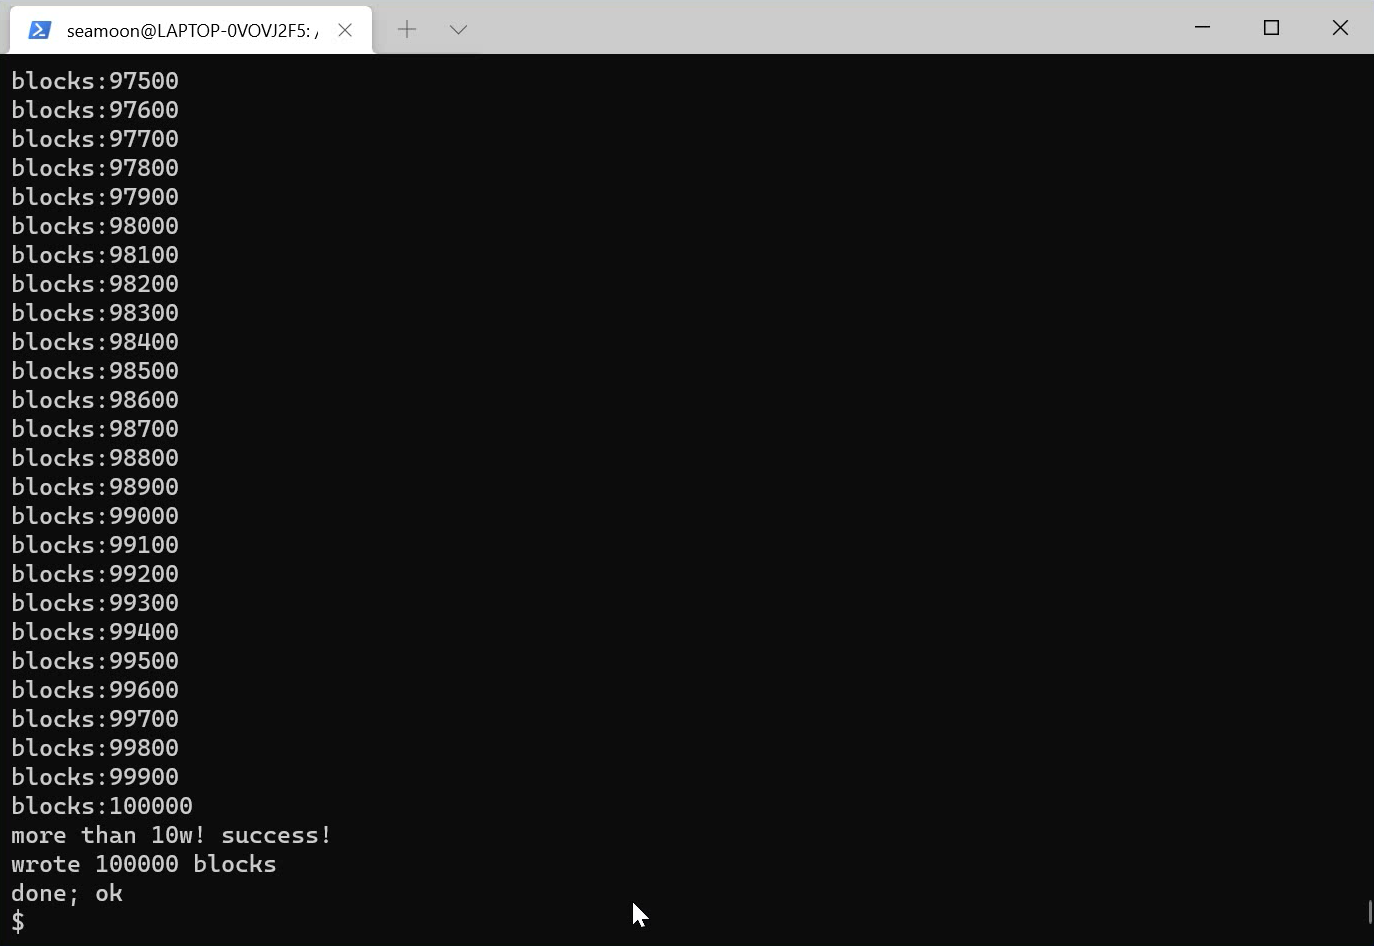 seamoon@LAPTOP-0VOVJ2F5: /
blocks:97500
blocks:97600
blocks:97700
blocks:97800
blocks:97900
blocks:98000
blocks:98100
blocks:98200
blocks:98300
blocks:98400
blocks:98500
blocks:98600
blocks:98700
blocks:98800
blocks:98900
blocks:99000
blocks:99100
blocks:99200
blocks:99300
blocks:99400
blocks:99500
blocks:99600
blocks:99700
blocks:99800
blocks:99900
blocks:100000
more than 10w! success!
wrote 100000 blocks
done; ok
$